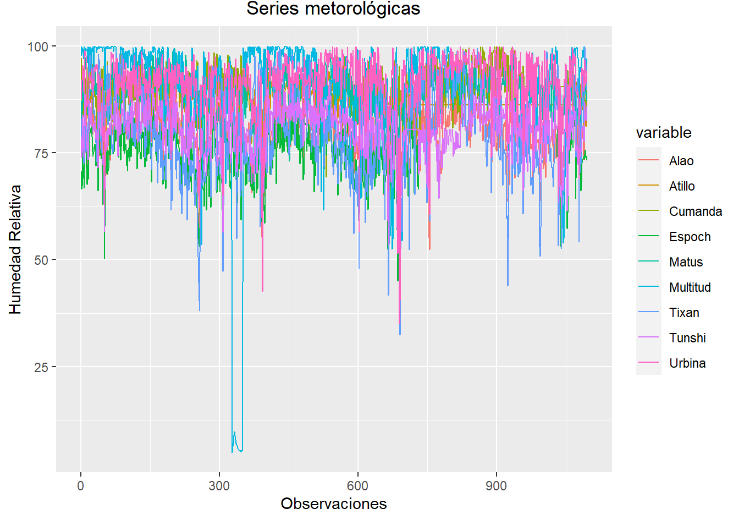 Series metorológicas
100
75
50
25
Humedad Relativa
0
300
600
900
Observaciones
variable
Alao
Atillo
Cumanda
Espoch
Matus
Multitud
Tixan
Tunshi
Urbina